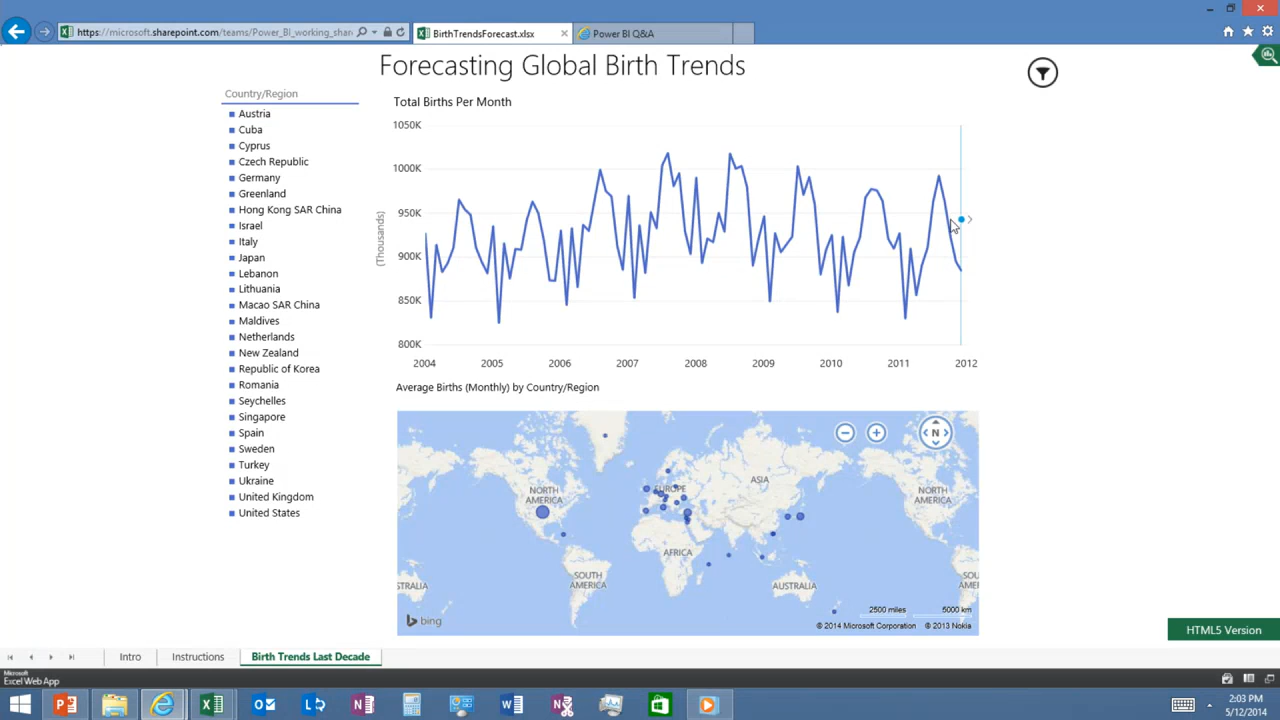 https://microsoft.sharepoint.com/teams/Power_BI_working_shar
BirthTrendsForecast.xlsx
Power BI Q&A
Forecasting Global Birth Trends
Country/Region
Austria
Cuba
Cyprus
Czech Republic
Germany
Greenland
Hong Kong SAR China
Israel
Italy
Japan
Lebanon
Lithuania
Macao SAR China
Maldives
Netherlands
New Zealand
Republic of Korea
Romania
Seychelles
Singapore
Spain
Sweden
Turkey
Ukraine
United Kingdom
United States
Total Births Per Month
1050K
1000K
950K
900K
850K
800K
(Thousands)
2004 2005 2006 2007 2008 2009 2010 2011 2012
Average Births (Monthly) by Country/Region
N
NORTH
AMERICA
EUROPE
ASIA
NORTH
AMERICA
AFRICA
SOUTH
AMERICA
AUSTRALIA
STRALIA
SOU
AME
2500 miles 5000 km
bing
© 2014 Microsoft Corporation © 2013 Nokia
HTML5 Version
Intro Instructions Birth Trends Last Decade
Microsoft
Excel Web App
2:03 PM
5/12/2014